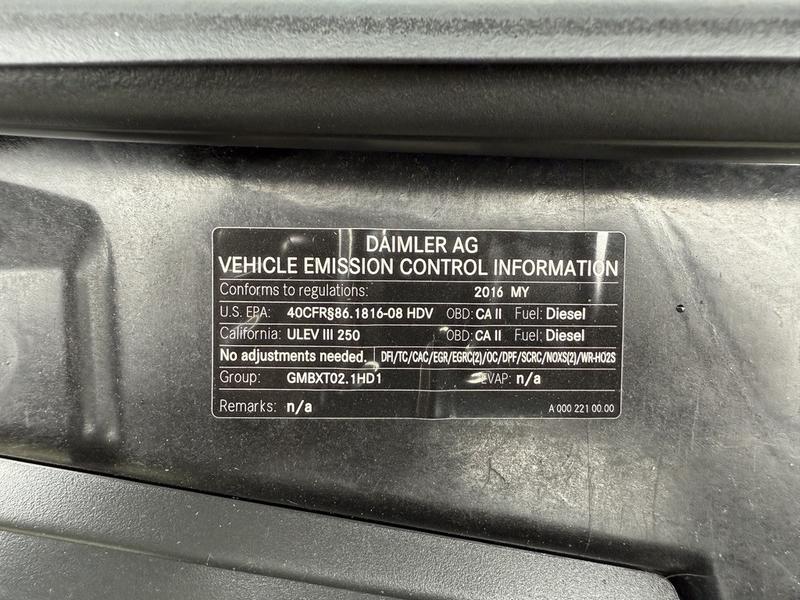 DAIMLER AG
VEHICLE EMISSION CONTROL INFORMATION
Conforms to regulations: 2016 MY
U.S. EPA: 40CFR§86.1816-08 HDV OBD: CA II Fuel: Diesel
California: ULEV III 250 OBD: CA II Fuel: Diesel
No adjustments needed. DFI/TC/CAC/EGR/EGRC(2)/OC/DPF/SCRC/NOXS(2)/WR-HO2S
Group: GMBXT02.1HD1 EVAP: n/a
Remarks: n/a A 000 221 00 00